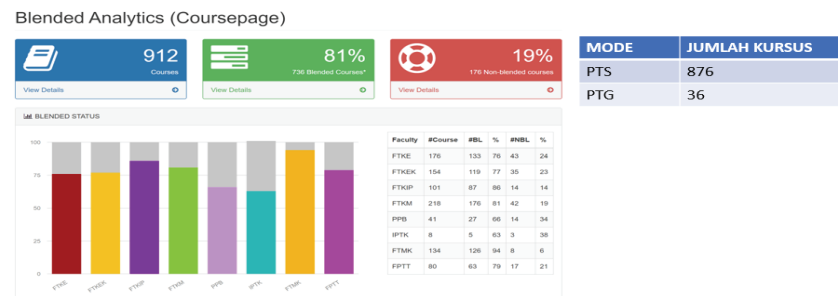 Blended Analytics (Coursepage)
912
Courses
View Details
81%
736 Blended Courses*
View Details
19%
176 Non-blended courses
View Details
MODE JUMLAH KURSUS
PTS 876
PTG 36
BLENDED STATUS
100
75
50
25
0
FTKE FTKEK FTKIP FTKM PPB IPTK FTMK FPTT
Faculty #Course #BL % #NBL %
FTKE 176 133 76 43 24
FTKEK 154 119 77 35 23
FTKIP 101 87 86 14 14
FTKM 218 176 81 42 19
PPB 41 27 66 14 34
IPTK 8 5 63 3 38
FTMK 134 126 94 8 6
FPTT 80 63 79 17 21